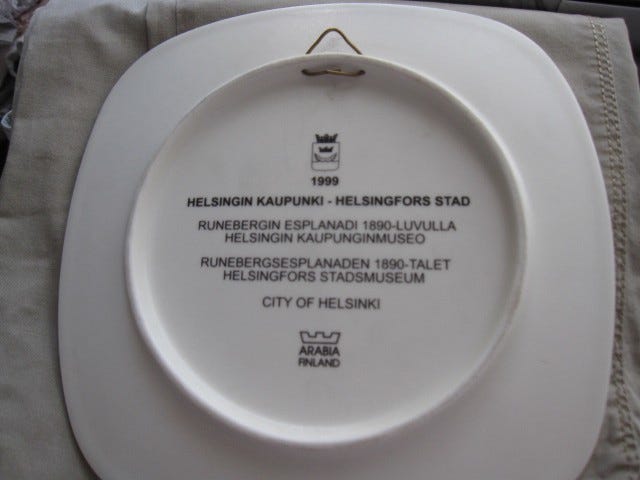 1999
HELSINGIN KAUPUNKI - HELSINGFORS STAD
RUNEBERGIN ESPLANADI 1890-LUVULLA
HELSINGIN KAUPUNGINMUSEO
RUNEBERGSESPLANADEN 1890-TALET
HELSINGFORS STADSMUSEUM
CITY OF HELSINKI
ARABIA
FINLAND